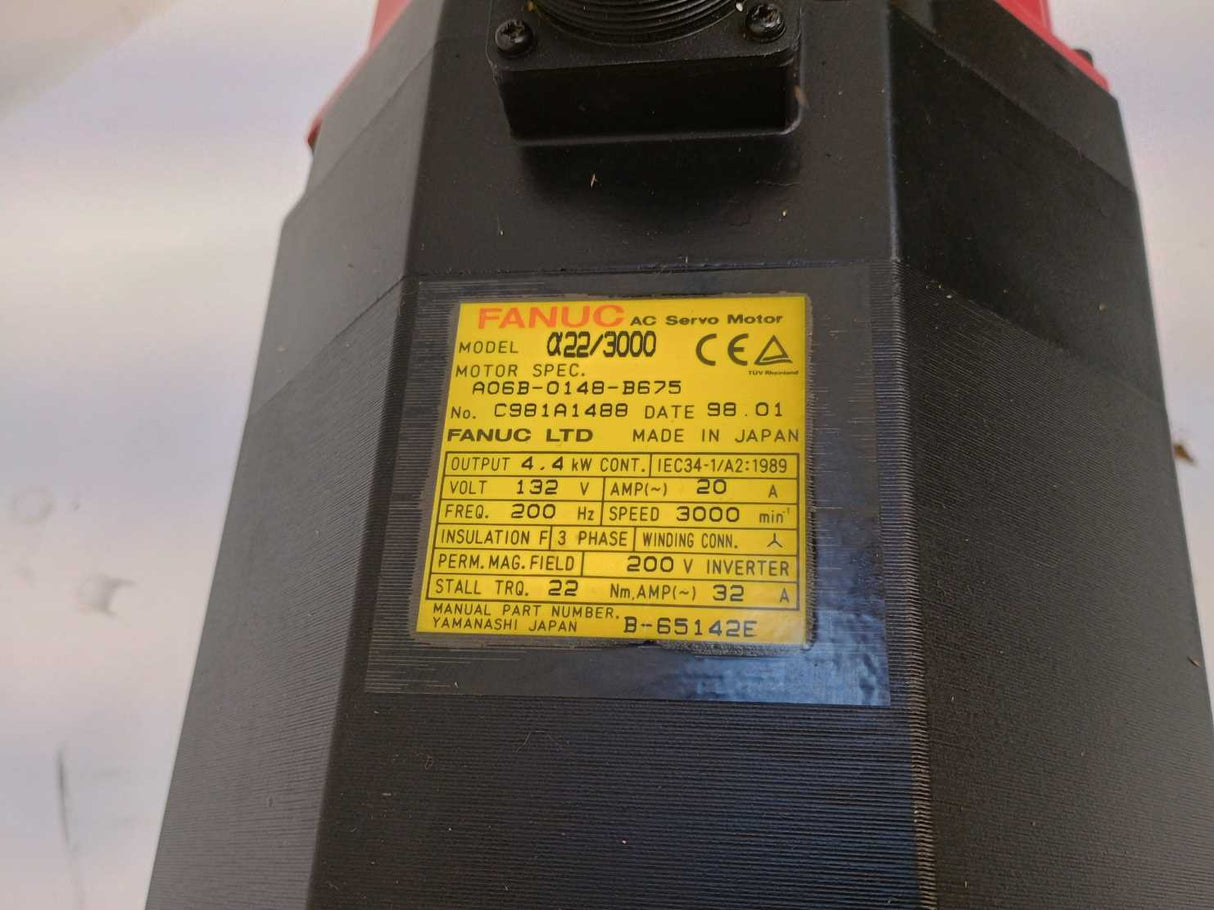 FANUC AC Servo Motor
MODEL α22/3000 CE
TÜV Rheinland
MOTOR SPEC.
A06B-0148-B675
No. C981A1488 DATE 98.01
FANUC LTD MADE IN JAPAN
OUTPUT 4.4 kW CONT. IEC34-1/A2:1989
VOLT 132 V AMP(~) 20 A
FREQ. 200 Hz SPEED 3000 min⁻¹
INSULATION F 3 PHASE WINDING CONN.
PERM.MAG.FIELD 200 V INVERTER
STALL TRQ. 22 Nm,AMP(~) 32 A
MANUAL PART NUMBER.
YAMANASHI JAPAN B-65142E